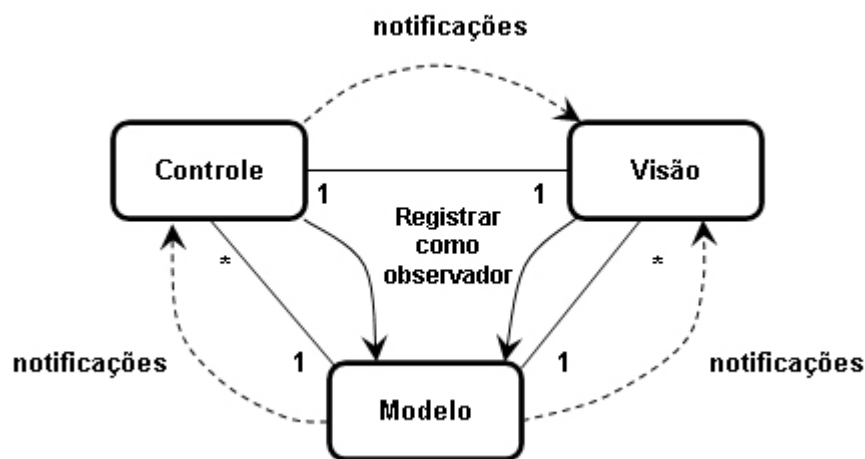 notificações
Controle
Visão
1
1
Registrar
como
observador
*
*
notificações
1
1
notificações
Modelo